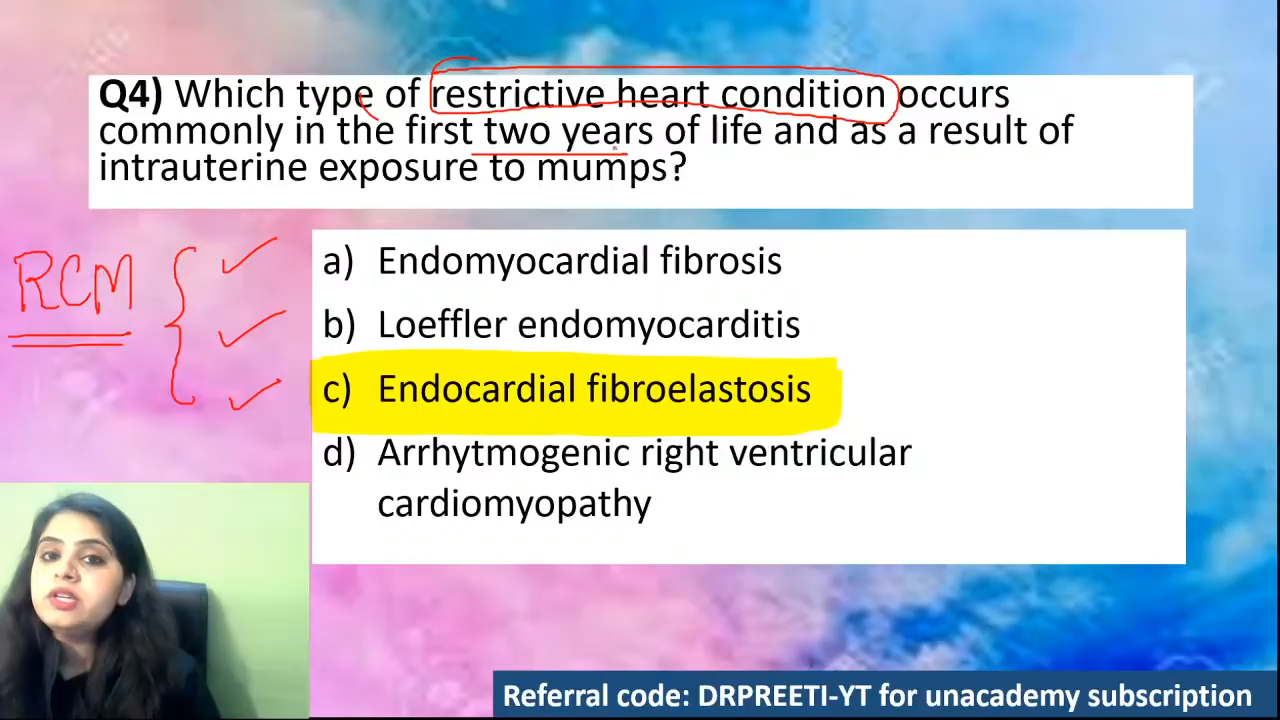 Q4) Which type of restrictive heart condition occurs
commonly in the first two years of life and as a result of
intrauterine exposure to mumps?
RCM
a) Endomyocardial fibrosis
b) Loeffler endomyocarditis
c) Endocardial fibroelastosis
d) Arrhytmogenic right ventricular
cardiomyopathy
Referral code: DRPREETI-YT for unacademy subscription